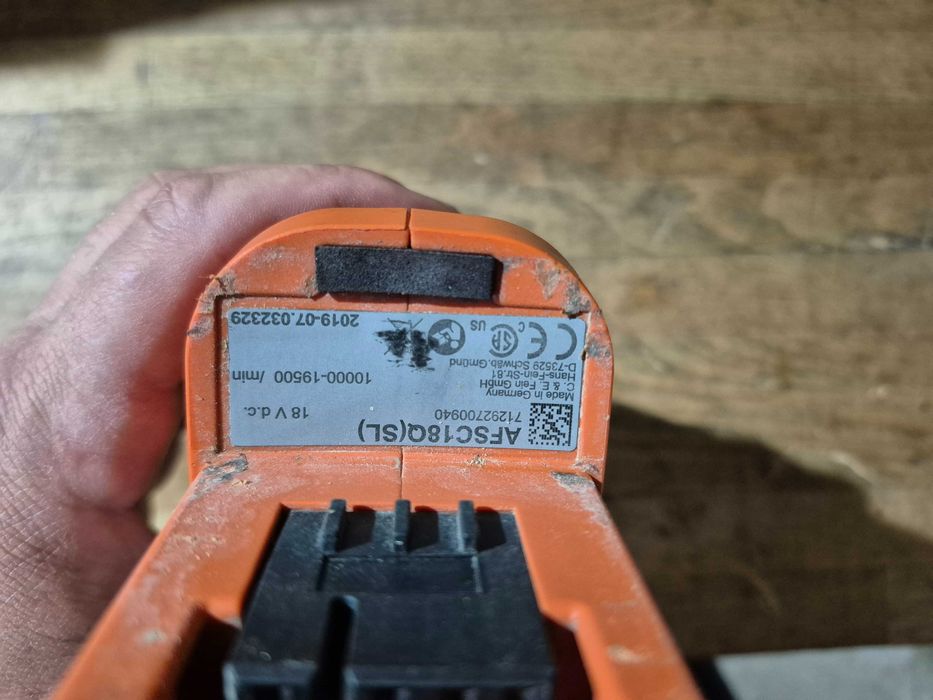 AFSC18Q(SL)
71292700940
18 V d.c.
Made in Germany
C. & E. Fein GmbH
Hans-Fein-Str.81
D-73529 Schwäb.Gmünd
10000-19500 /min
CE C SA US
2019-07.032329